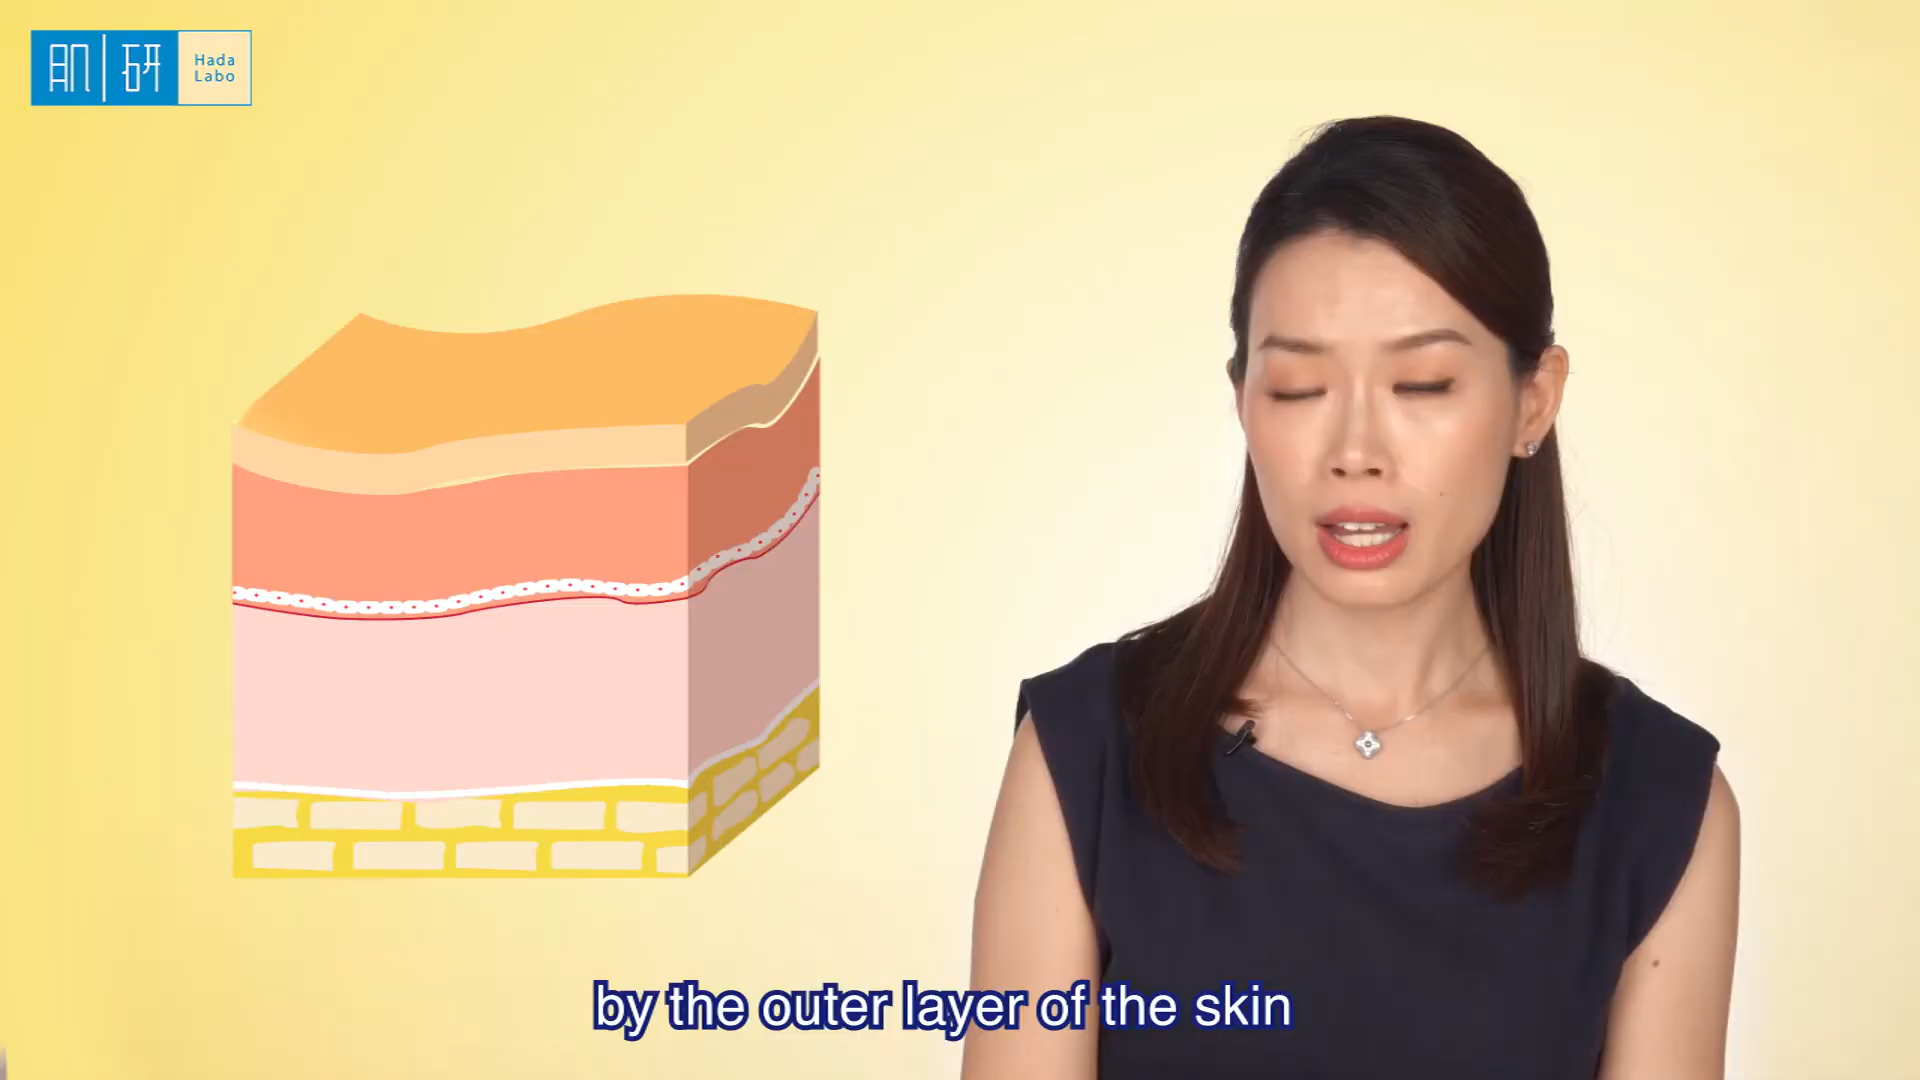 肌研
Hada
Labo
by the outer layer of the skin